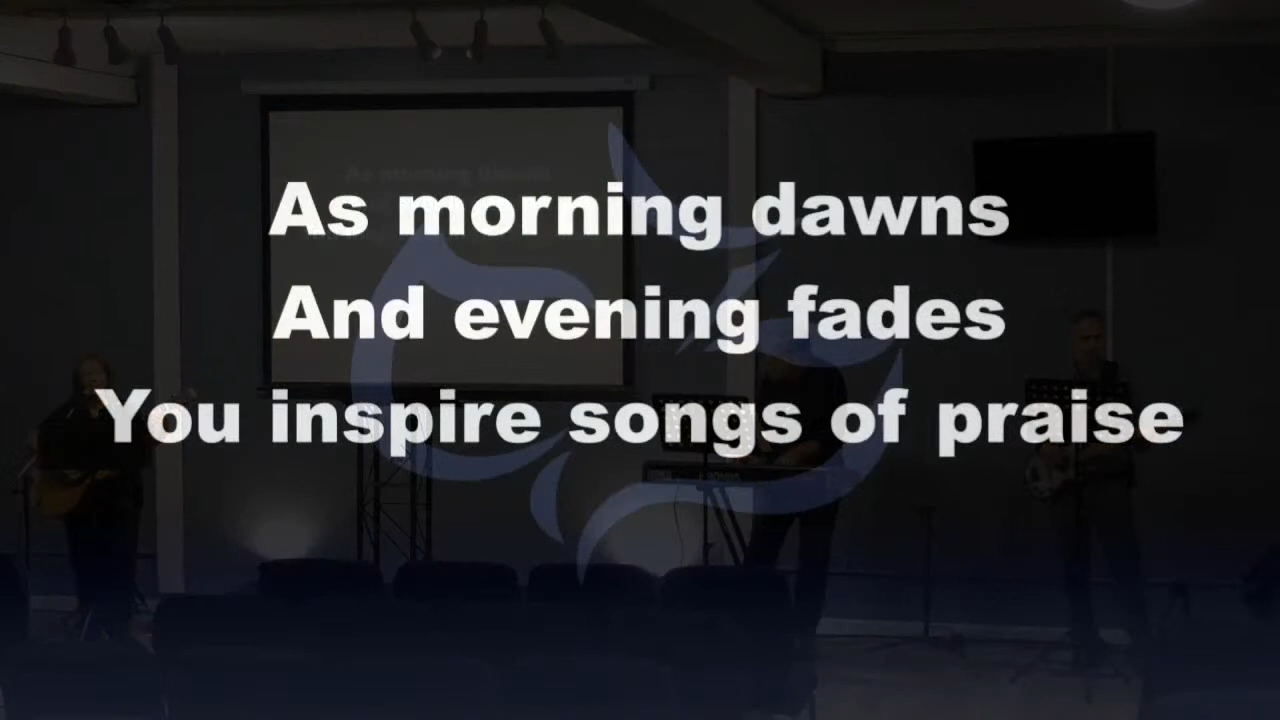 As morning dawns
And evening fades
You inspire songs of praise